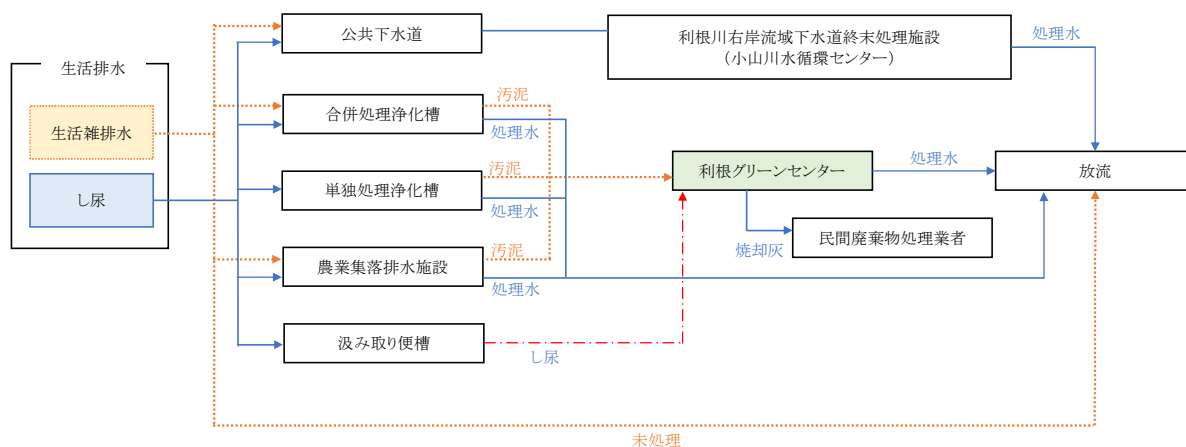 生活排水
生活雑排水
し尿
公共下水道
利根川右岸流域下水道終末処理施設
（小山川水循環センター）
処理水
合併処理浄化槽
汚泥
処理水
単独処理浄化槽
汚泥
処理水
利根グリーンセンター
処理水
放流
焼却灰
民間廃棄物処理業者
農業集落排水施設
汚泥
処理水
汲み取り便槽
し尿
未処理